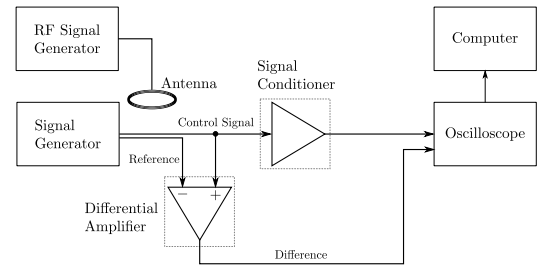 RF Signal
Generator
Computer
Signal
Conditioner
Antenna
Control Signal
Signal
Generator
Oscilloscope
Reference
−
+
Differential
Amplifier
Difference